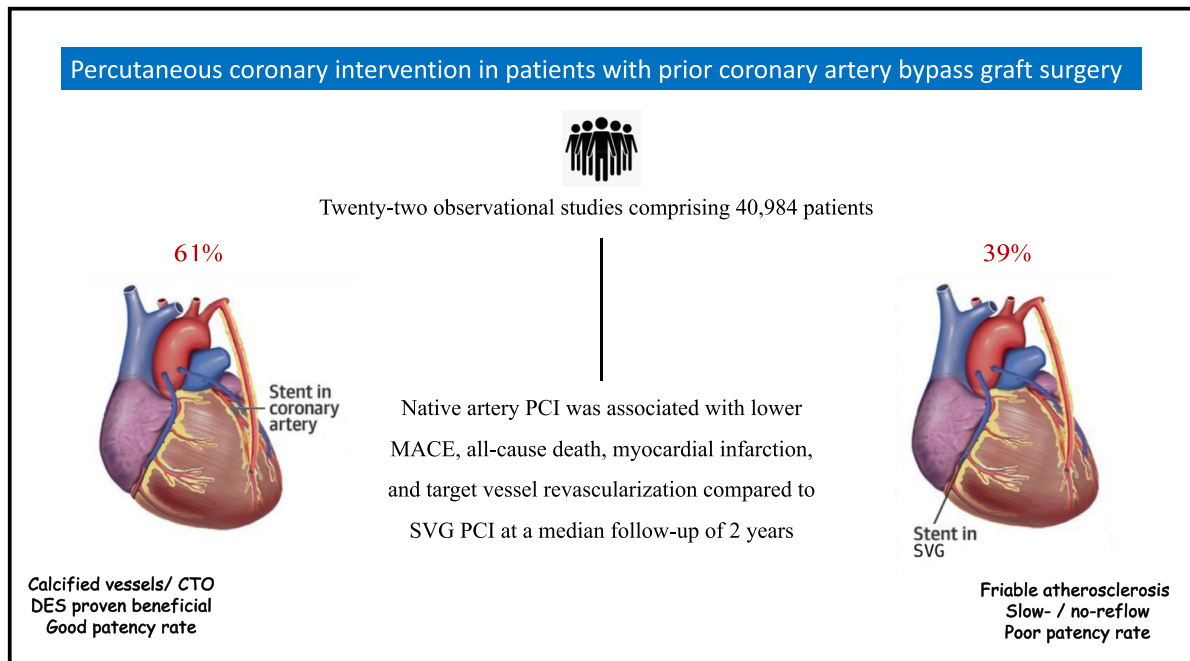 Percutaneous coronary intervention in patients with prior coronary artery bypass graft surgery
Twenty-two observational studies comprising 40,984 patients
61%
39%
Stent in
coronary
artery
Native artery PCI was associated with lower
MACE, all-cause death, myocardial infarction,
and target vessel revascularization compared to
SVG PCI at a median follow-up of 2 years
Stent in
SVG
Calcified vessels/ CTO
DES proven beneficial
Good patency rate
Friable atherosclerosis
Slow- / no-reflow
Poor patency rate